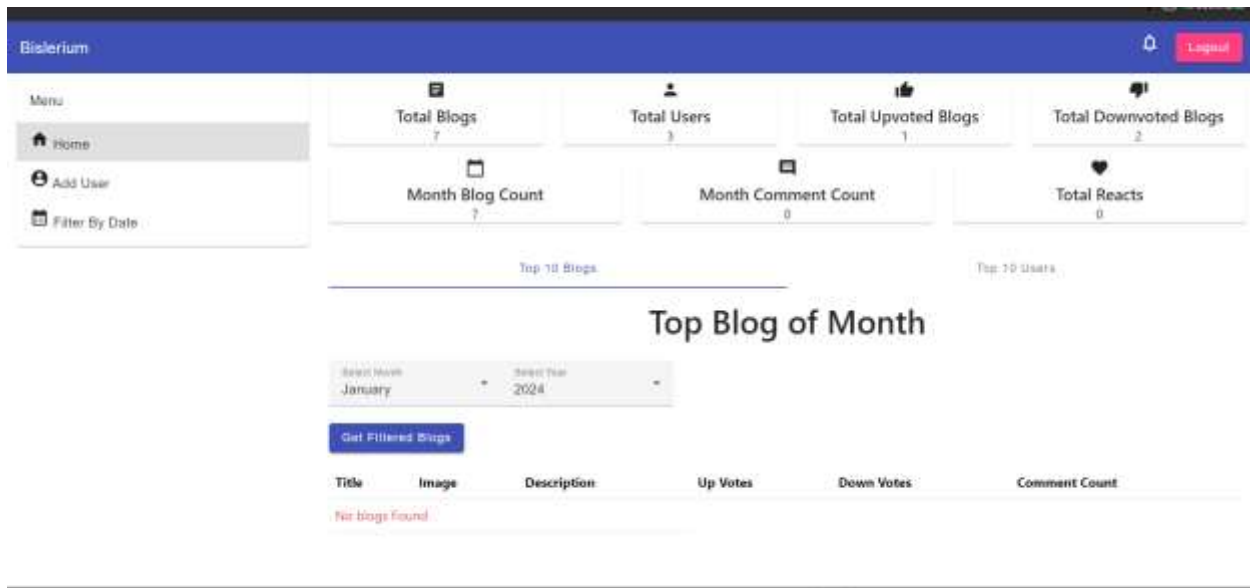 Bislerium
Logout
Menu
Home
Add User
Filter By Date
Total Blogs
7
Total Users
3
Total Upvoted Blogs
1
Total Downvoted Blogs
2
Month Blog Count
7
Month Comment Count
0
Total Reacts
0
Top 10 Blogs
Top 10 Users
Top Blog of Month
Select Month
January
Select Year
2024
Get Filtered Blogs
Title Image Description Up Votes Down Votes Comment Count
No blogs Found